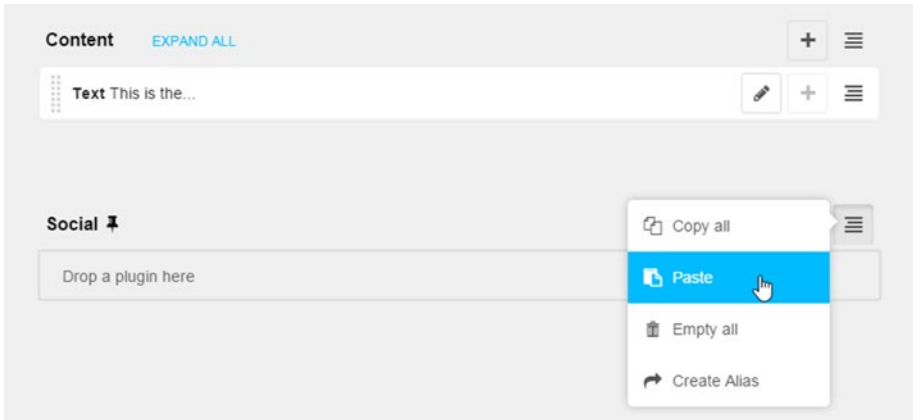 Content EXPAND ALL
Text This is the...
Social
Copy all
Drop a plugin here
Paste
Empty all
Create Alias